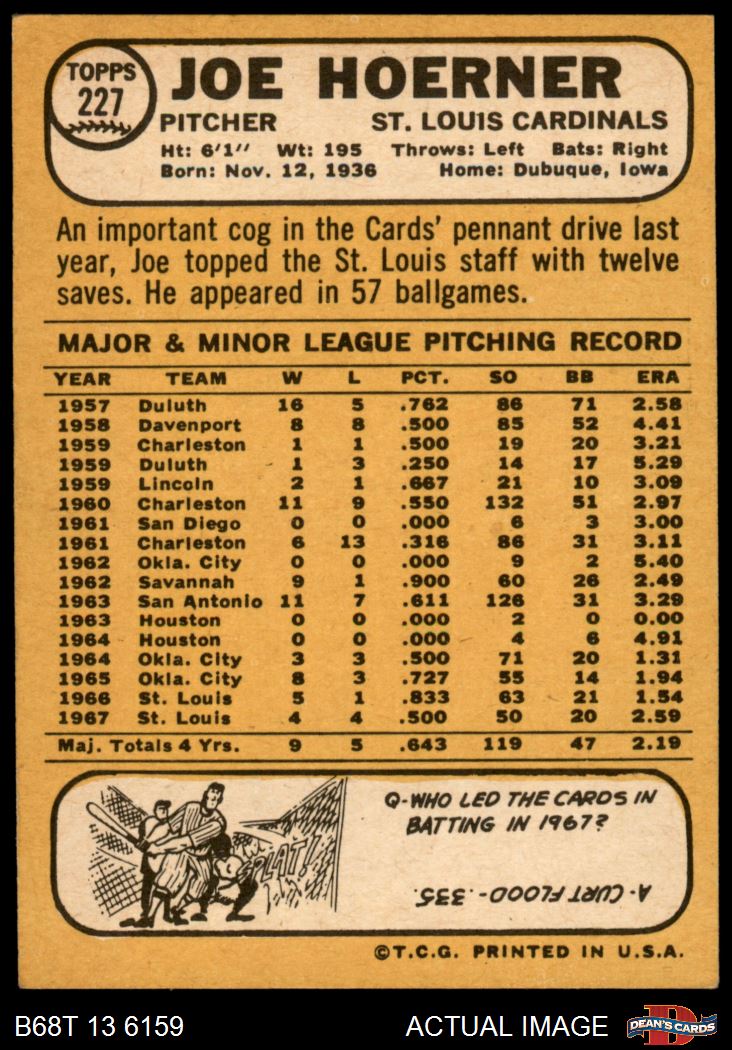 TOPPS
227
JOE HOERNER
PITCHER ST. LOUIS CARDINALS
Ht: 6'1'' Wt: 195 Throws: Left Bats: Right
Born: Nov. 12, 1936 Home: Dubuque, Iowa
An important cog in the Cards' pennant drive last
year, Joe topped the St. Louis staff with twelve
saves. He appeared in 57 ballgames.
MAJOR & MINOR LEAGUE PITCHING RECORD
YEAR TEAM W L PCT. SO BB ERA
1957 Duluth 16 5 .762 86 71 2.58
1958 Davenport 8 8 .500 85 52 4.41
1959 Charleston 1 1 .500 19 20 3.21
1959 Duluth 1 3 .250 14 17 5.29
1959 Lincoln 2 1 .667 21 10 3.09
1960 Charleston 11 9 .550 132 51 2.97
1961 San Diego 0 0 .000 6 3 3.00
1961 Charleston 6 13 .316 86 31 3.11
1962 Okla. City 0 0 .000 9 2 5.40
1962 Savannah 9 1 .900 60 26 2.49
1963 San Antonio 11 7 .611 126 31 3.29
1963 Houston 0 0 .000 2 0 0.00
1964 Houston 0 0 .000 4 6 4.91
1964 Okla. City 3 3 .500 71 20 1.31
1965 Okla. City 8 3 .727 55 14 1.94
1966 St. Louis 5 1 .833 63 21 1.54
1967 St. Louis 4 4 .500 50 20 2.59
Maj. Totals 4 Yrs. 9 5 .643 119 47 2.19
Q-WHO LED THE CARDS IN
BATTING IN 1967?
SPLAT!
A-CURT FLOOD-.335.
©T.C.G. PRINTED IN U.S.A.
B68T 13 6159 ACTUAL IMAGE
D
DEAN'S CARDS